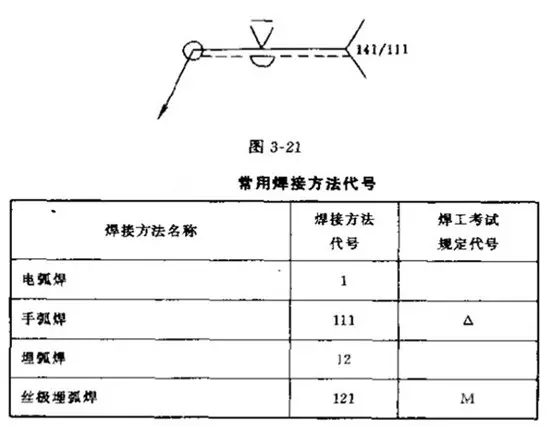 141/111
图 3-21
常用焊接方法代号
焊接方法名称 焊接方法代号 焊工考试规定代号
电弧焊 1
手弧焊 111 △
埋弧焊 12
丝极埋弧焊 121 M